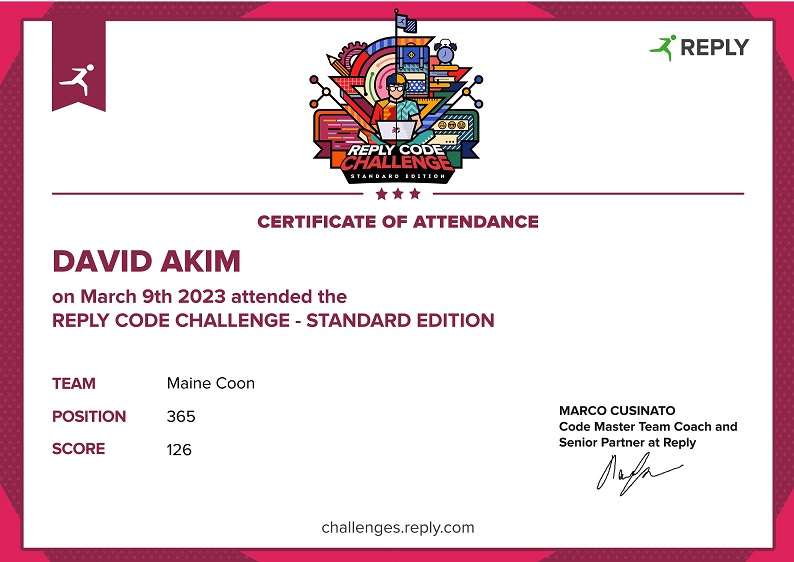 REPLY
REPLY CODE
CHALLENGE
STANDARD EDITION
CERTIFICATE OF ATTENDANCE
DAVID AKIM
on March 9th 2023 attended the
REPLY CODE CHALLENGE - STANDARD EDITION
TEAM Maine Coon
POSITION 365
SCORE 126
MARCO CUSINATO
Code Master Team Coach and
Senior Partner at Reply
challenges.reply.com